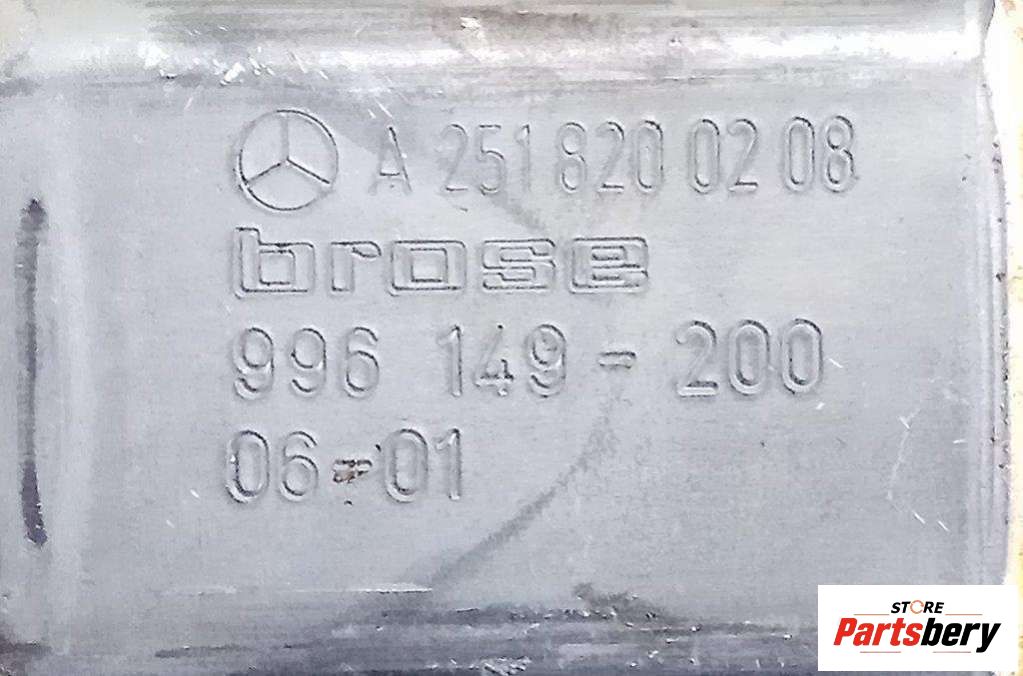 A 251 820 02 08
brose
996 149-200
06-01
STORE
Partsbery